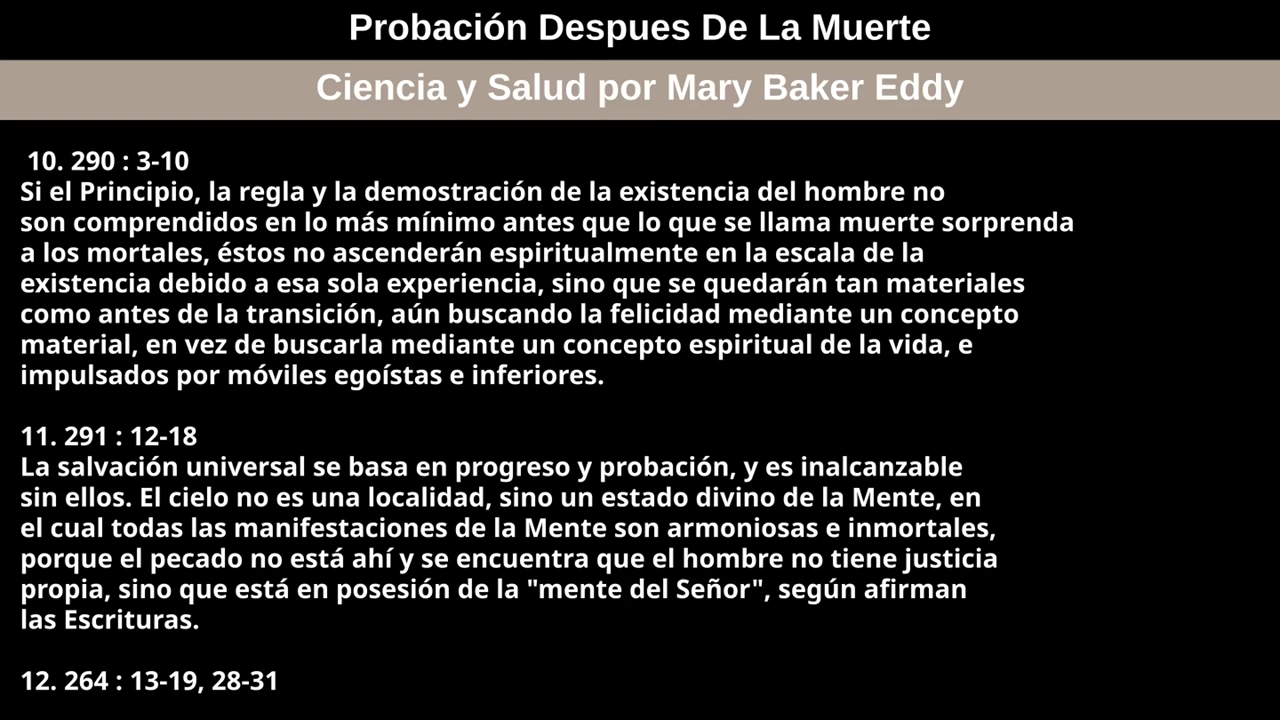 Probación Despues De La Muerte
Ciencia y Salud por Mary Baker Eddy
10. 290 : 3-10
Si el Principio, la regla y la demostración de la existencia del hombre no
son comprendidos en lo más mínimo antes que lo que se llama muerte sorprenda
a los mortales, éstos no ascenderán espiritualmente en la escala de la
existencia debido a esa sola experiencia, sino que se quedarán tan materiales
como antes de la transición, aún buscando la felicidad mediante un concepto
material, en vez de buscarla mediante un concepto espiritual de la vida, e
impulsados por móviles egoístas e inferiores.
11. 291 : 12-18
La salvación universal se basa en progreso y probación, y es inalcanzable
sin ellos. El cielo no es una localidad, sino un estado divino de la Mente, en
el cual todas las manifestaciones de la Mente son armoniosas e inmortales,
porque el pecado no está ahí y se encuentra que el hombre no tiene justicia
propia, sino que está en posesión de la "mente del Señor", según afirman
las Escrituras.
12. 264 : 13-19, 28-31